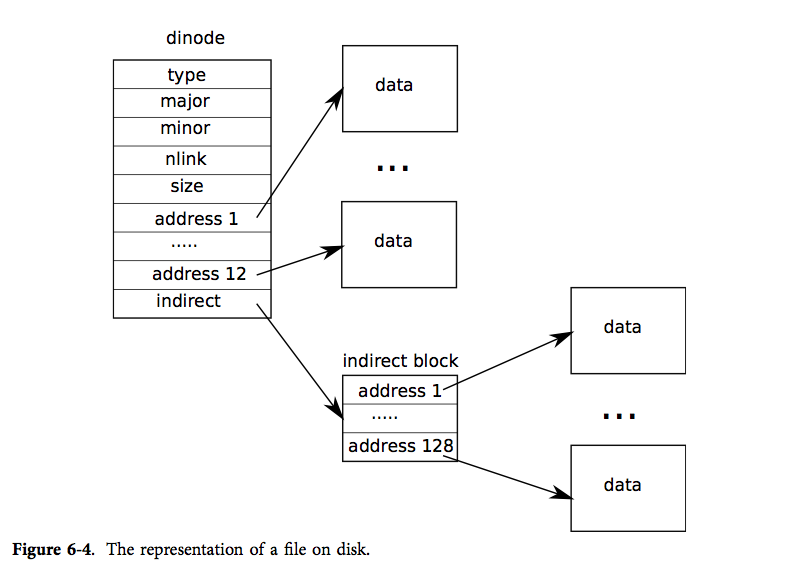 dinode
type
major
minor
nlink
size
address 1
.....
address 12
indirect
data
...
data
indirect block
address 1
.....
address 128
data
...
data
Figure 6-4. The representation of a file on disk.